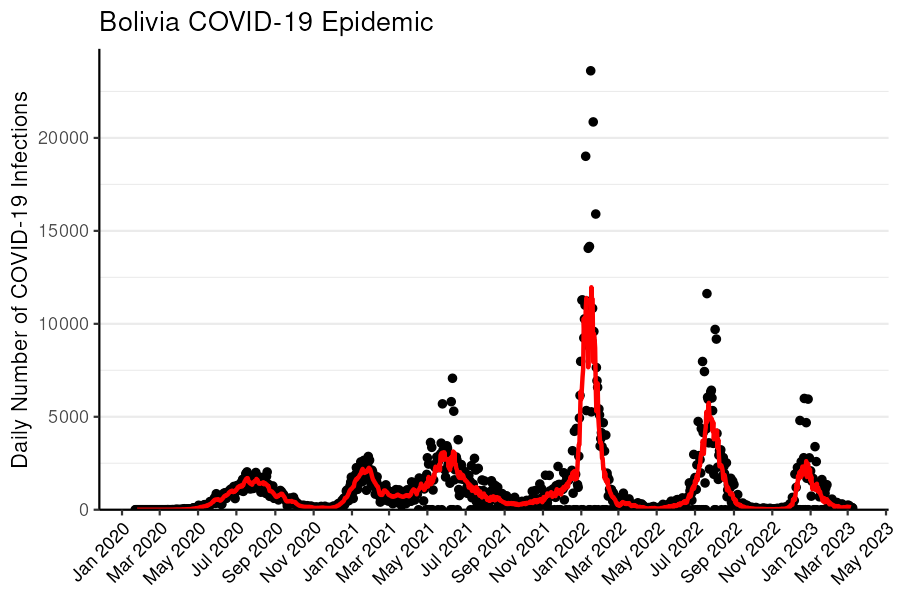 Bolivia COVID-19 Epidemic
Daily Number of COVID-19 Infections
20000
15000
10000
5000
0
Jan 2020
Mar 2020
May 2020
Jul 2020
Sep 2020
Nov 2020
Jan 2021
Mar 2021
May 2021
Jul 2021
Sep 2021
Nov 2021
Jan 2022
Mar 2022
May 2022
Jul 2022
Sep 2022
Nov 2022
Jan 2023
Mar 2023
May 2023